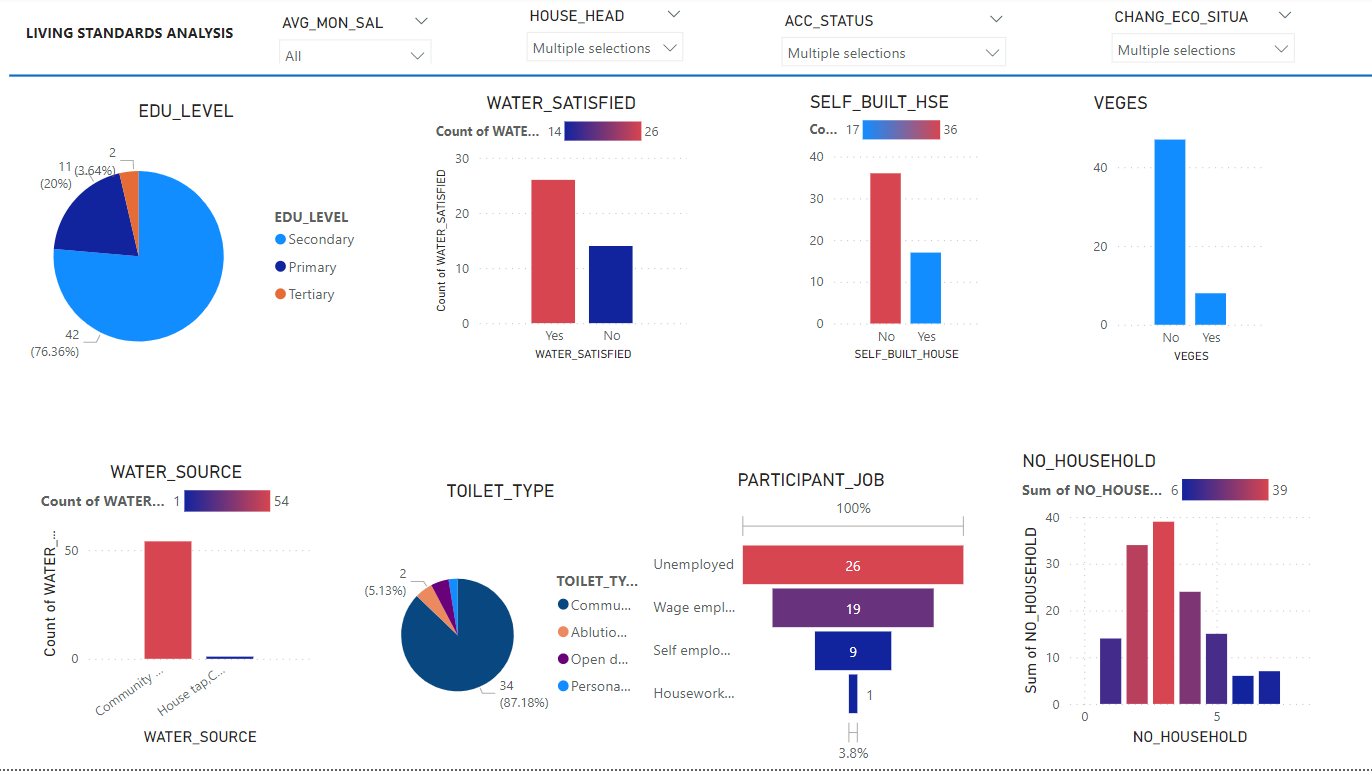 LIVING STANDARDS ANALYSIS
AVG_MON_SAL
All
HOUSE_HEAD
Multiple selections
ACC_STATUS
Multiple selections
CHANG_ECO_SITUA
Multiple selections
EDU_LEVEL
2
(3.64%)
11
(20%)
42
(76.36%)
EDU_LEVEL
Secondary
Primary
Tertiary
WATER_SATISFIED
Count of WATE... 14 26
Count of WATER_SATISFIED
30
20
10
0
Yes No
WATER_SATISFIED
SELF_BUILT_HSE
Co... 17 36
40
30
20
10
0
No Yes
SELF_BUILT_HOUSE
VEGES
40
20
0
No Yes
VEGES
WATER_SOURCE
Count of WATER... 1 54
Count of WATER_...
50
0
Community ...
House tap,C...
WATER_SOURCE
TOILET_TYPE
2
(5.13%)
34
(87.18%)
TOILET_TY...
Commu...
Ablutio...
Open d...
Persona...
PARTICIPANT_JOB
100%
Unemployed 26
Wage empl... 19
Self emplo... 9
Housework... 1
3.8%
NO_HOUSEHOLD
Sum of NO_HOUSE... 6 39
Sum of NO_HOUSEHOLD
40
30
20
10
0
0 5
NO_HOUSEHOLD